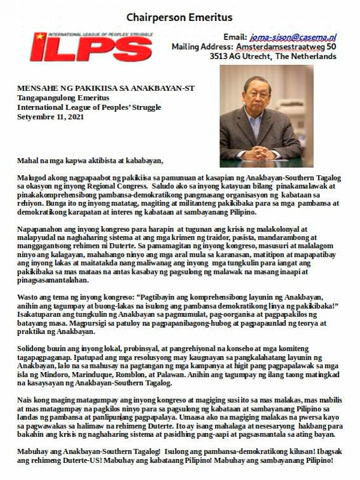 Chairperson Emeritus
INTERNATIONAL LEAGUE OF PEOPLES' STRUGGLE
ILPS
Email: joma-sison@casema.nl
Mailing Address: Amsterdamsestraatweg 50
3513 AG Utrecht, The Netherlands
MENSAHE NG PAKIKIISA SA ANAKBAYAN-ST
Tangapangulong Emeritus
International League of Peoples' Struggle
Setyembre 11, 2021
Mahal na mga kapwa aktibista at kababayan,
Malugod akong nagpapaabot ng pakikiisa sa pamunuan at kasapian ng Anakbayan-Southern Tagalog
sa okasyon ng inyong Regional Congress. Saludo ako sa inyong katayuan bilang pinakamalawak at
pinakakomprehensibong pambansa-demokratikong pangmasang organisasyon ng kabataan sa
rehiyon. Bunga ito ng inyong matatag, magiting at militanteng pakikibaka para sa mga pambansa at
demokratikong karapatan at interes ng kabataan at sambayanang Pilipino.
Napapanahon ang inyong kongreso para harapin at tugunan ang krisis ng malakolonyal at
malapyudal na naghaharing sistema at ang mga krimen ng traidor, pasista, mandarambong at
manggagantsong rehimen ni Duterte. Sa pamamagitan ng inyong kongreso, masusuri at malalagom
ninyo ang kalagayan, mahahango ninyo ang mga aral mula sa karanasan, matitipon at mapapatibay
ang inyong lakas at maitatakda nang maliwanag ang inyong mga tungkulin para iangat ang
pakikibaka sa mas mataas na antas kasabay ng pagsulong ng malawak na masang inaapi at
pinagsasamantalahan.
Wasto ang tema ng inyong kongreso: "Pagtibayin ang komprehensibong layunin ng Anakbayan,
anihin ang tagumpay at buong-lakas na isulong ang pambansa-demokratikong linya ng pakikibaka!"
Isakatuparan ang tungkulin ng Anakbayan sa pagmumulat, pag-oorganisa at pagpapakilos ng
batayang masa. Magpursigi sa patuloy na pagpapanibagong-hubog at pagpapaunlad ng teorya at
praktika ng Anakbayan.
Solidong buuin ang inyong lokal, probinsyal, at pangrehiyonal na konseho at mga komiteng
tagapagpaganap. Ipatupad ang mga resolusyong may kaugnayan sa pangkalahatang layunin ng
Anakbayan, lalo na sa mahusay na pagtatangan ng mga kampanya at higit pang pagpapalawak sa mga
isla ng Mindoro, Marinduque, Romblon, at Palawan. Anihin ang tagumpay ng ilang taong matingkad
na kasaysayan ng Anakbayan-Southern Tagalog.
Nais kong maging matagumpay ang inyong kongreso at magiging susi ito sa mas malakas, mas mabilis
at mas matagumpay na pagkilos ninyo para sa pagsulong ng kabataan at sambayanang Pilipino sa
landas ng pambansa at panlipunang pagpapalaya. Umaasa ako na magiging malakas na pwersa kayo
sa pagwawakas sa halimaw na rehimeng Duterte. Ito ay isang mahalaga at nesesaryong hakbang para
bakahin ang krisis ng naghaharing sistema at pasidhing pang-aapi at pagsasamantala sa ating bayan.
Mabuhay ang Anakbayan-Southern Tagalog! Isulong ang pambansa-demokratikong kilusan! Ibagsak
ang rehimeng Duterte-US! Mabuhay ang kabataang Pilipino! Mabuhay ang sambayanang Pilipino!